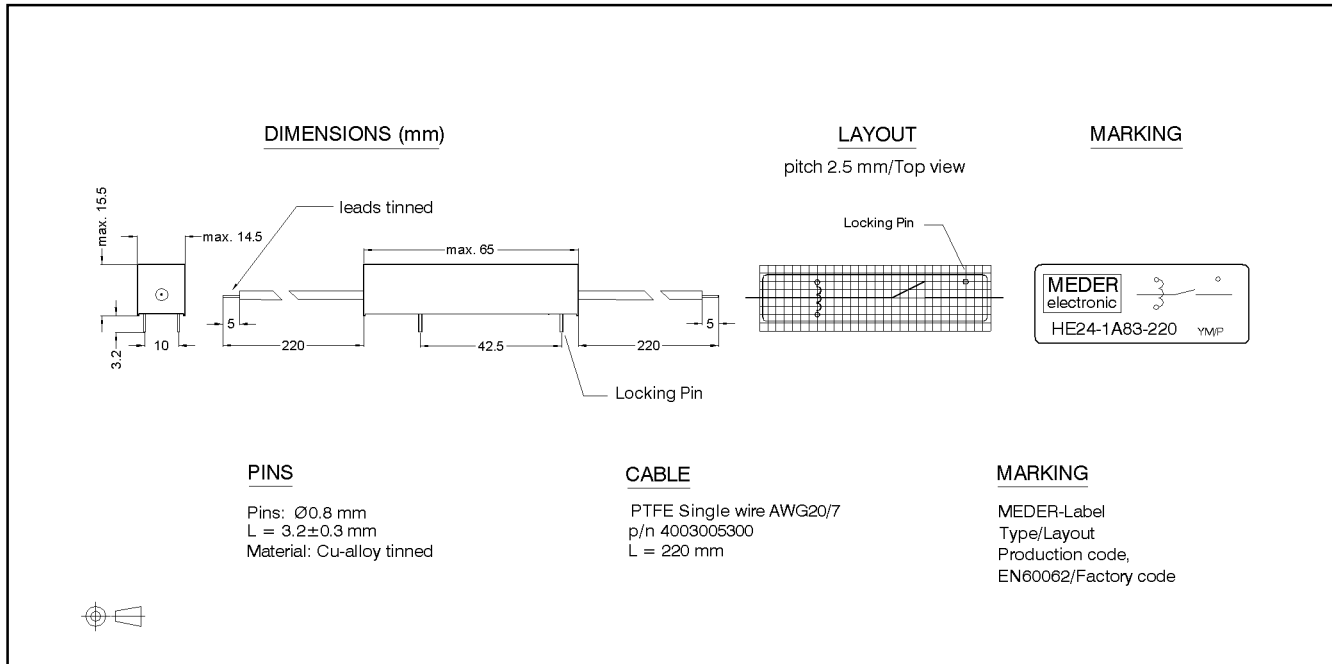 DIMENSIONS (mm)
LAYOUT
MARKING
pitch 2.5 mm/Top view
max. 15.5
max. 14.5
leads tinned
max. 65
Locking Pin
MEDER
electronic
HE24-1A83-220 YM/P
3.2
10
5
220
42.5
220
5
Locking Pin
PINS
Pins: Ø0.8 mm
L = 3.2±0.3 mm
Material: Cu-alloy tinned
CABLE
PTFE Single wire AWG20/7
p/n 4003005300
L = 220 mm
MARKING
MEDER-Label
Type/Layout
Production code,
EN60062/Factory code